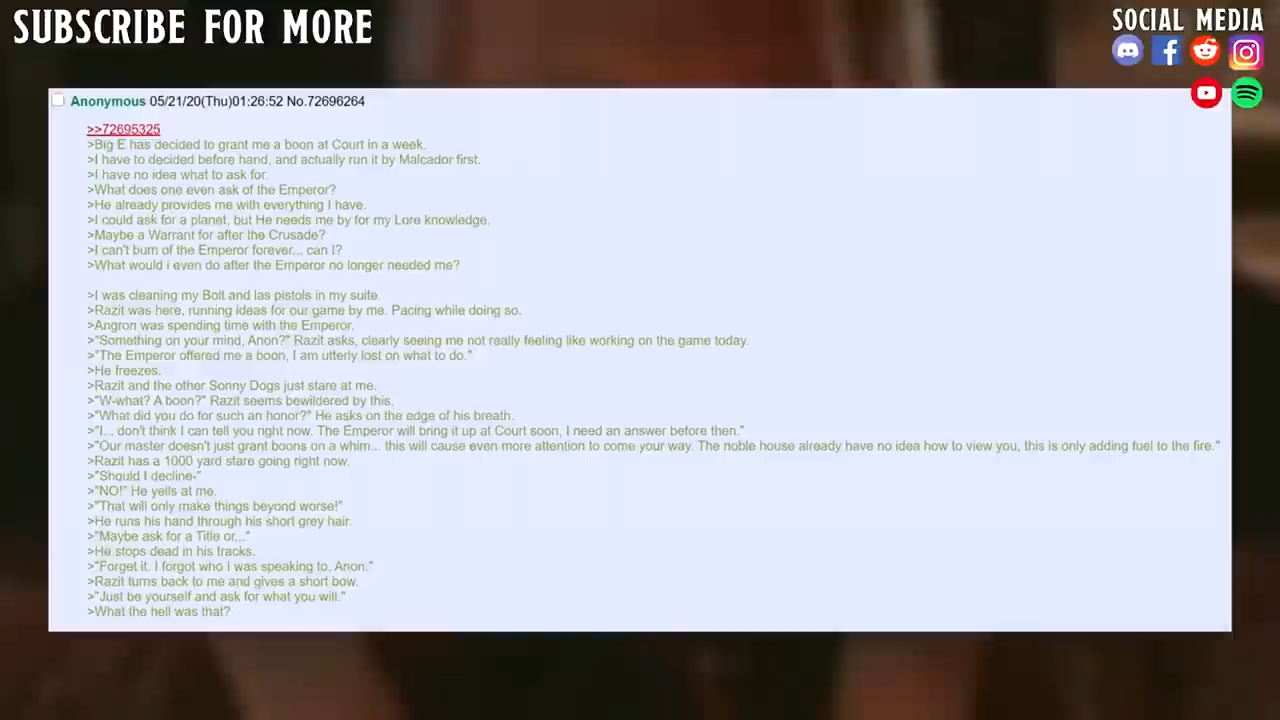 SUBSCRIBE FOR MORE
SOCIAL MEDIA
Anonymous 05/21/20(Thu)01:26:52 No.72696264
>>72695325
>Big E has decided to grant me a boon at Court in a week.
>I have to decided before hand, and actually run it by Malcador first.
>I have no idea what to ask for.
>What does one even ask of the Emperor?
>He already provides me with everything I have.
>I could ask for a planet, but He needs me by for my Lore knowledge.
>Maybe a Warrant for after the Crusade?
>I can't bum of the Emperor forever... can I?
>What would i even do after the Emperor no longer needed me?
>I was cleaning my Bolt and las pistols in my suite.
>Razit was here, running ideas for our game by me. Pacing while doing so.
>Angron was spending time with the Emperor.
>"Something on your mind, Anon?" Razit asks, clearly seeing me not really feeling like working on the game today.
>"The Emperor offered me a boon, I am utterly lost on what to do."
>He freezes.
>Razit and the other Sonny Dogs just stare at me.
>"W-what? A boon?" Razit seems bewildered by this.
>"What did you do for such an honor?" He asks on the edge of his breath.
>"I... don't think I can tell you right now. The Emperor will bring it up at Court soon, I need an answer before then."
>"Our master doesn't just grant boons on a whim... this will cause even more attention to come your way. The noble house already have no idea how to view you, this is only adding fuel to the fire."
>Razit has a 1000 yard stare going right now.
>"Should I decline-"
>"NO!" He yells at me.
>"That will only make things beyond worse!"
>He runs his hand through his short grey hair.
>"Maybe ask for a Title or..."
>He stops dead in his tracks.
>"Forget it. I forgot who I was speaking to, Anon."
>Razit turns back to me and gives a short bow.
>"Just be yourself and ask for what you will."
>What the hell was that?